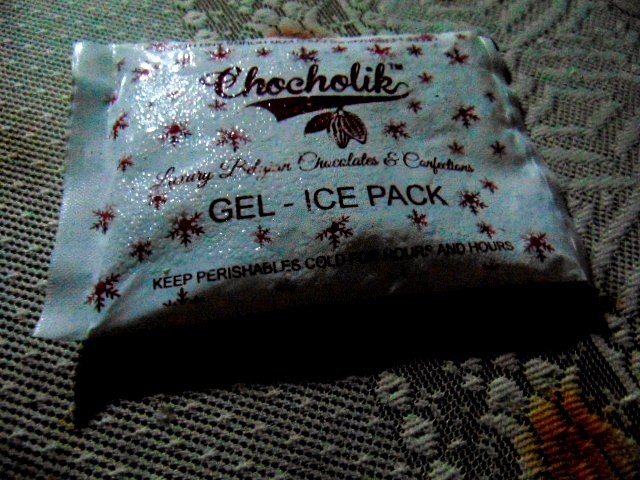 Chocholik™
Luxury Belgian Chocolates & Confections
GEL - ICE PACK
KEEP PERISHABLES COLD FOR HOURS AND HOURS